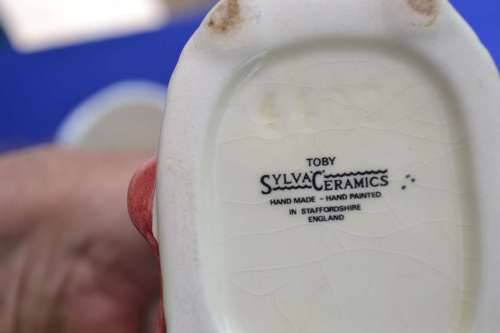 TOBY
SYLVAC CERAMICS
HAND MADE - HAND PAINTED
IN STAFFORDSHIRE
ENGLAND